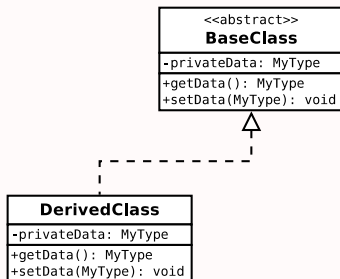 <<abstract>>
BaseClass
-privateData: MyType
+getData(): MyType
+setData(MyType): void
DerivedClass
-privateData: MyType
+getData(): MyType
+setData(MyType): void